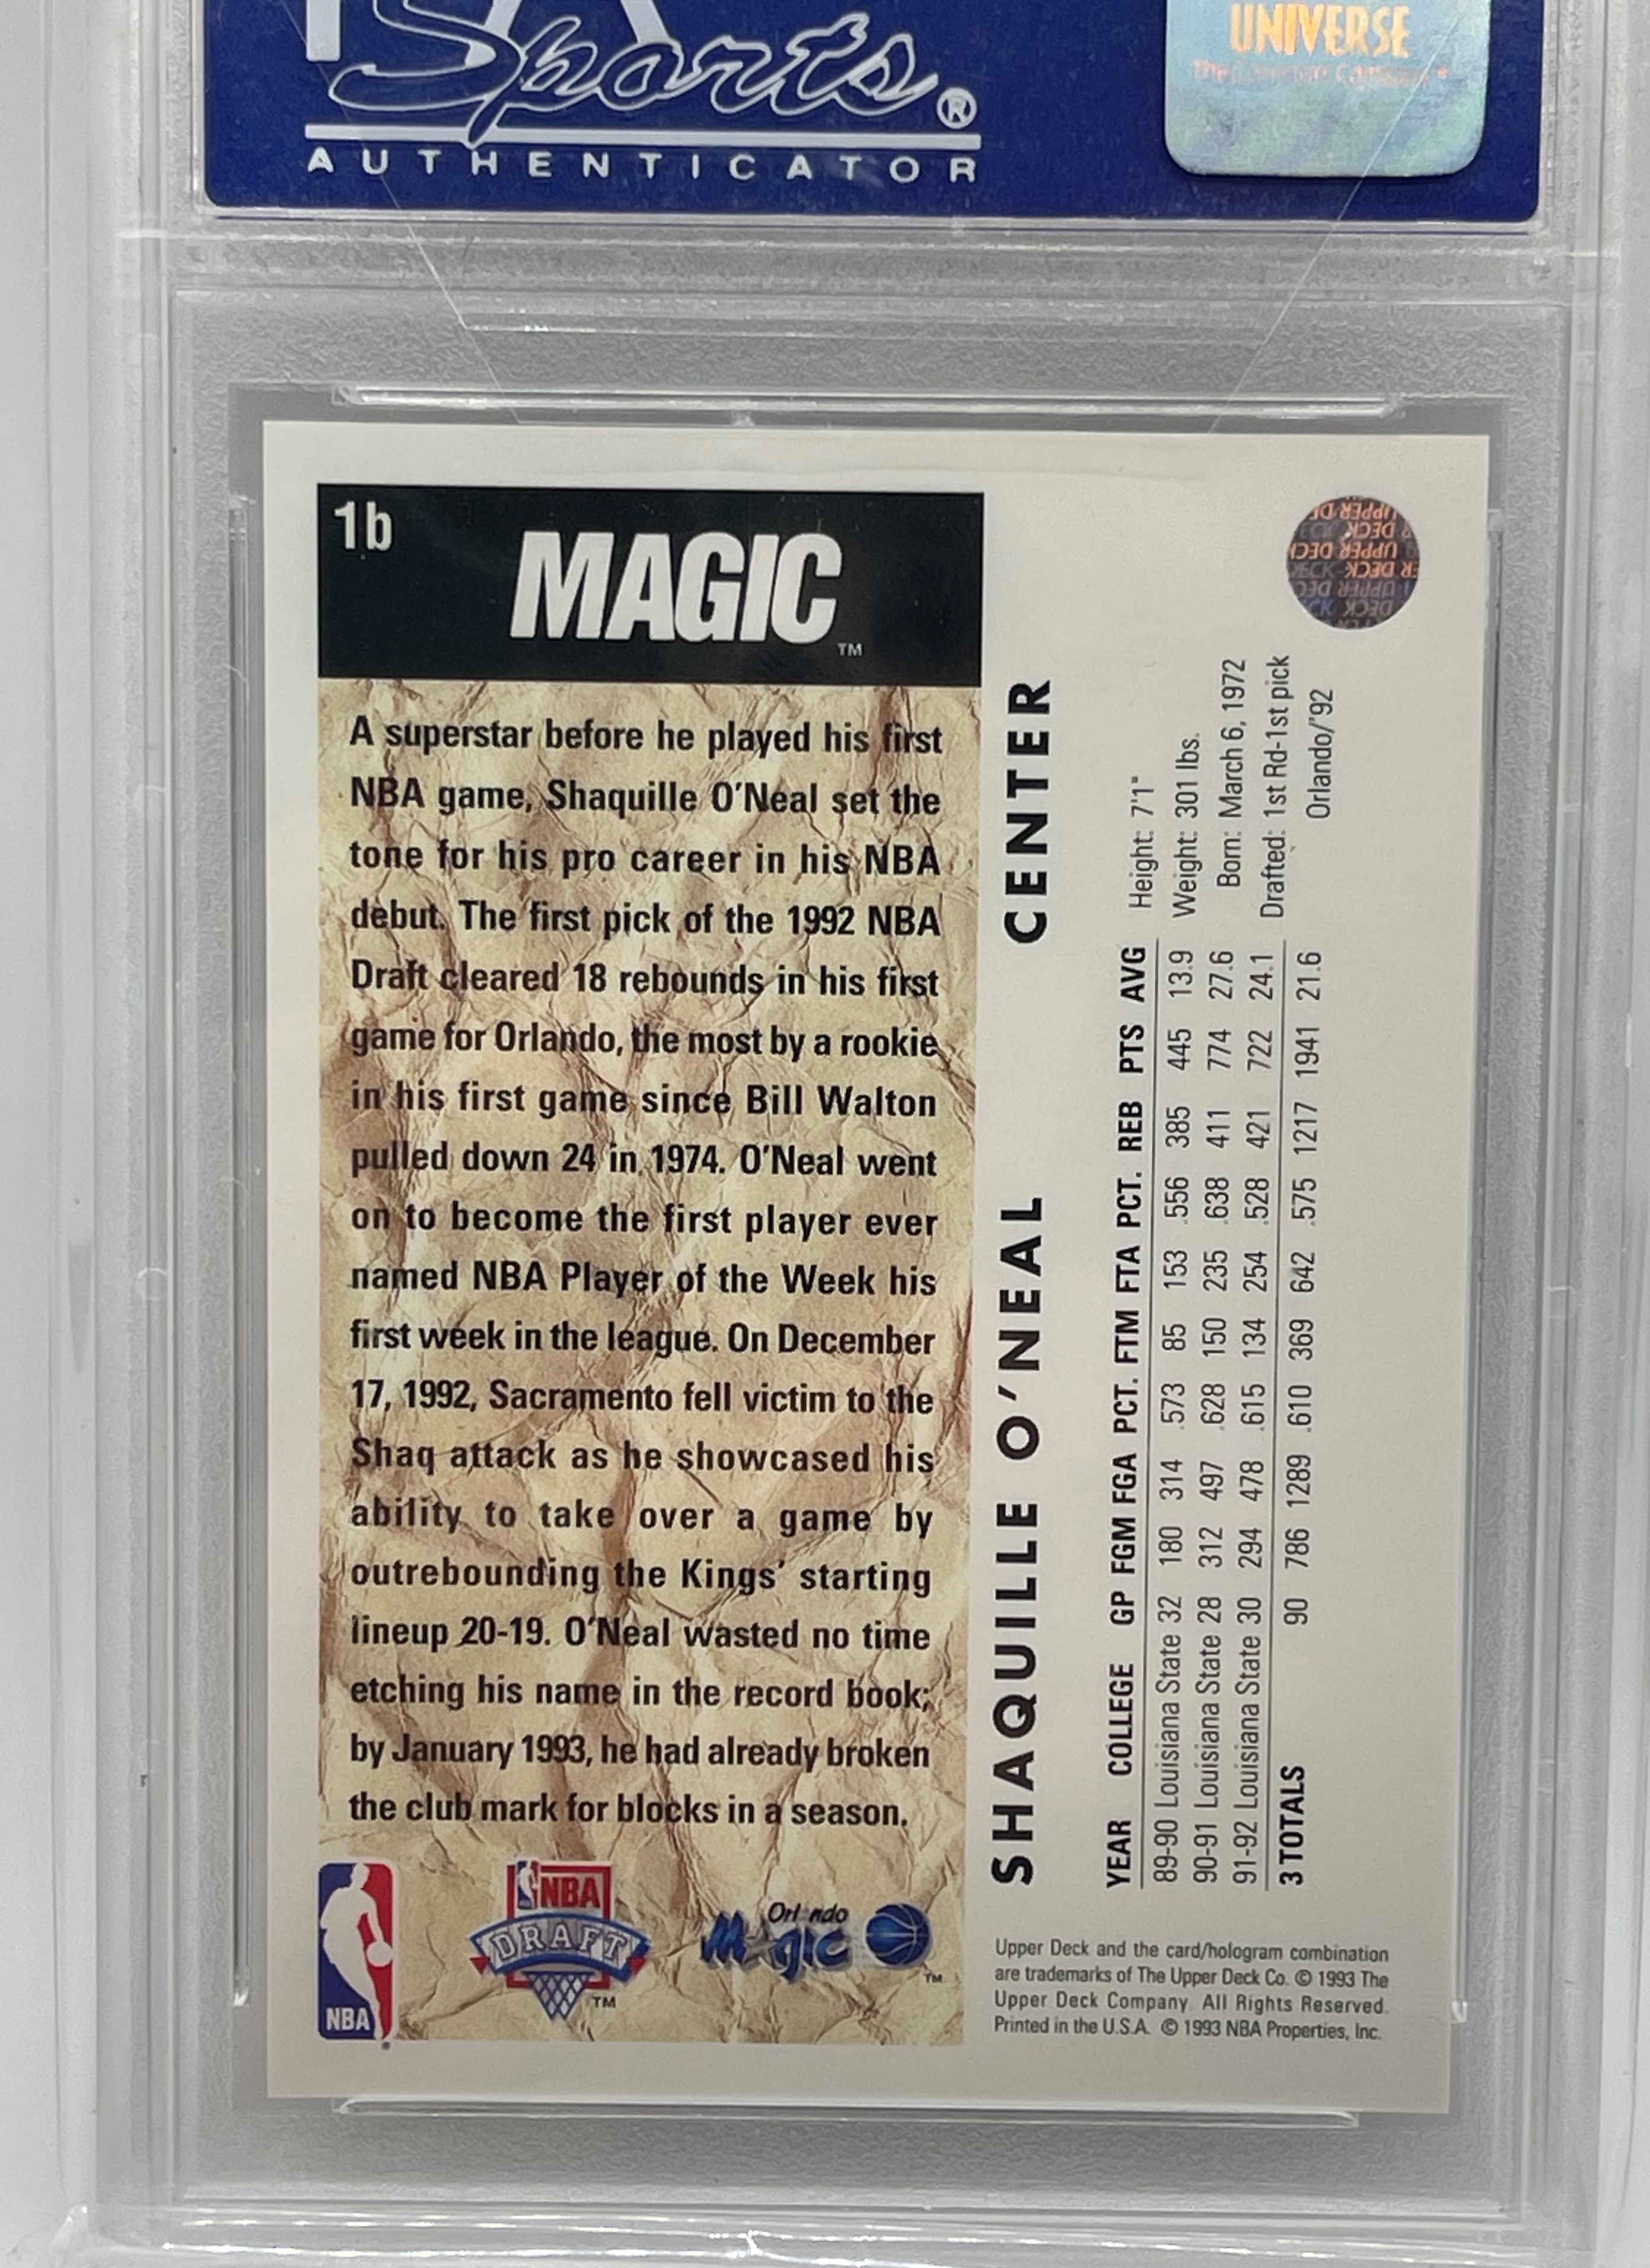 Sports®
AUTHENTICATOR
UNIVERSE
1b
MAGIC™
A superstar before he played his first
NBA game, Shaquille O'Neal set the
tone for his pro career in his NBA
debut. The first pick of the 1992 NBA
Draft cleared 18 rebounds in his first
game for Orlando, the most by a rookie
in his first game since Bill Walton
pulled down 24 in 1974. O'Neal went
on to become the first player ever
named NBA Player of the Week his
first week in the league. On December
17, 1992, Sacramento fell victim to the
Shaq attack as he showcased his
ability to take over a game by
outrebounding the Kings' starting
lineup 20-19. O'Neal wasted no time
etching his name in the record book;
by January 1993, he had already broken
the club mark for blocks in a season.
NBA
NBA
DRAFT
™
Orlando
Magic
™
SHAQUILLE O'NEAL CENTER
YEAR COLLEGE GP FGM FGA PCT. FTM FTA PCT. REB PTS AVG
89-90 Louisiana State 32 180 314 .573 85 153 .556 385 445 13.9
90-91 Louisiana State 28 312 497 .628 150 235 .638 411 774 27.6
91-92 Louisiana State 30 294 478 .615 134 254 .528 421 722 24.1
3 TOTALS 90 786 1289 .610 369 642 .575 1217 1941 21.6
Height: 7'1"
Weight: 301 lbs.
Born: March 6, 1972
Drafted: 1st Rd-1st pick
Orlando/'92
UPPER DECK
Upper Deck and the card/hologram combination
are trademarks of The Upper Deck Co. © 1993 The
Upper Deck Company. All Rights Reserved.
Printed in the U.S.A. © 1993 NBA Properties, Inc.